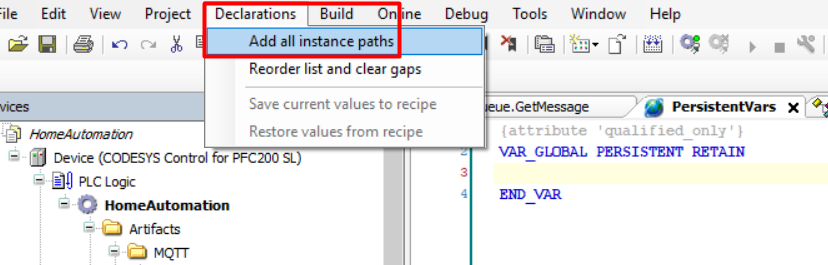 File Edit View Project Declarations Build Online Debug Tools Window Help
Add all instance paths
Reorder list and clear gaps
Save current values to recipe
Restore values from recipe
PersistentVars
HomeAutomation
Device (CODESYS Control for PFC200 SL)
PLC Logic
HomeAutomation
Artifacts
MQTT
ueue.GetMessage
{attribute 'qualified_only'}
2 VAR_GLOBAL PERSISTENT RETAIN
3
4 END_VAR